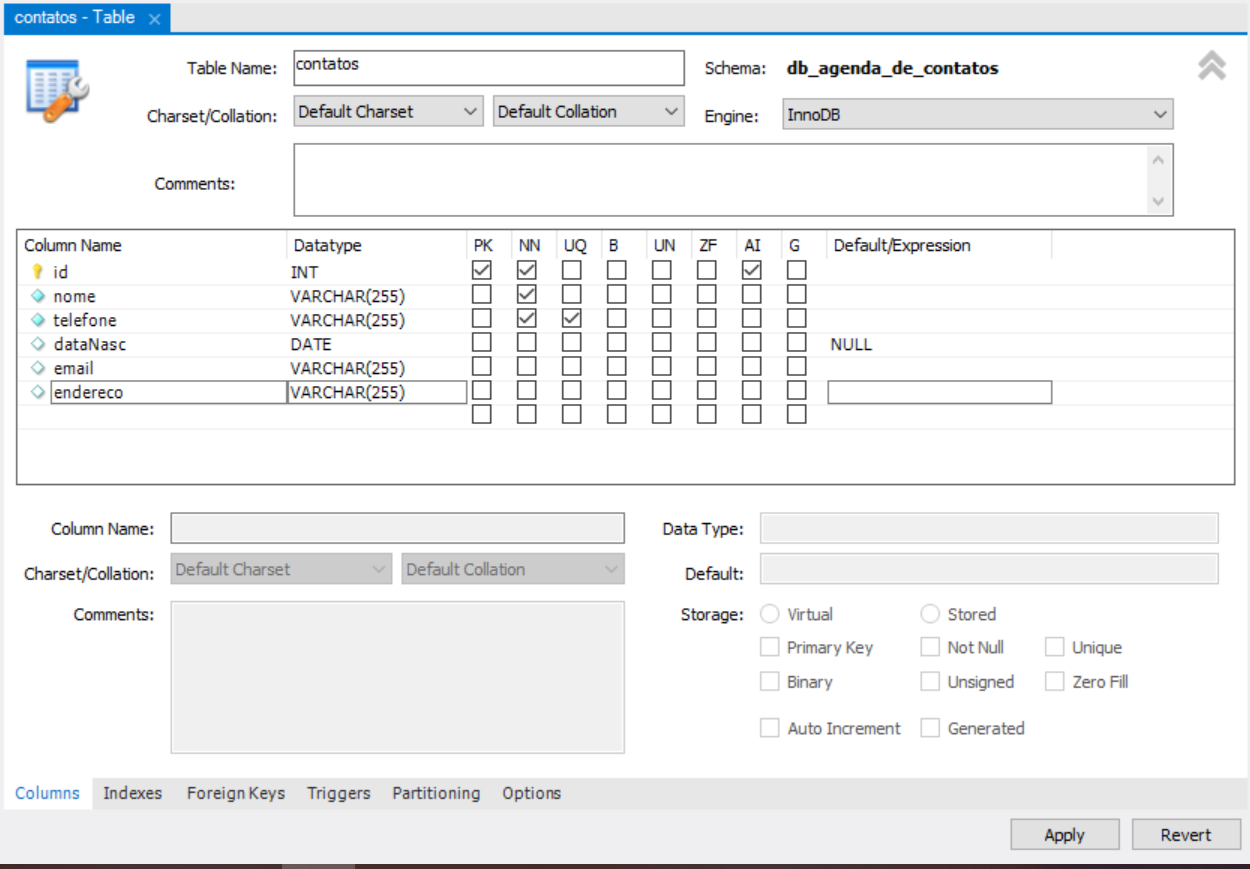 contatos - Table ×
Table Name: contatos Schema: db_agenda_de_contatos
Charset/Collation: Default Charset Default Collation Engine: InnoDB
Comments:
Column Name Datatype PK NN UQ B UN ZF AI G Default/Expression
id INT
nome VARCHAR(255)
telefone VARCHAR(255)
dataNasc DATE NULL
email VARCHAR(255)
endereco VARCHAR(255)
Column Name: Data Type:
Charset/Collation: Default Charset Default Collation Default:
Comments: Storage: Virtual Stored
Primary Key Not Null Unique
Binary Unsigned Zero Fill
Auto Increment Generated
Columns Indexes Foreign Keys Triggers Partitioning Options
Apply Revert